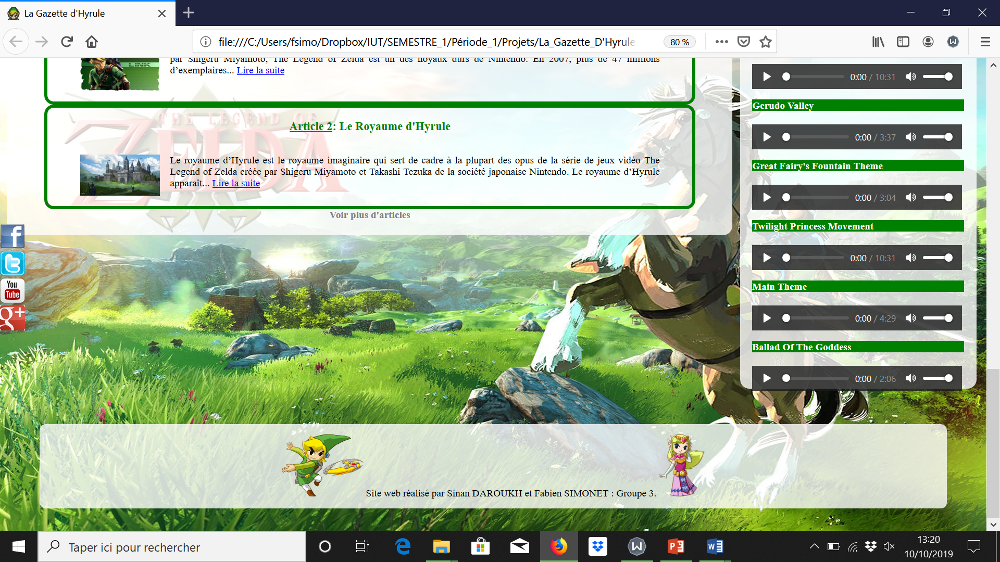 La Gazette d'Hyrule
file:///C:/Users/fsimo/Dropbox/IUT/SEMESTRE_1/Période_1/Projets/La_Gazette_D'Hyrule
80 %
LINK
par Shigeru Miyamoto, The Legend of Zelda est un des noyaux durs de Nintendo. En 2007, plus de 47 millions
d’exemplaires... Lire la suite
THE LEGEND OF
ZELDA
Article 2: Le Royaume d'Hyrule
Le royaume d’Hyrule est le royaume imaginaire qui sert de cadre à la plupart des opus de la série de jeux vidéo The
Legend of Zelda créée par Shigeru Miyamoto et Takashi Tezuka de la société japonaise Nintendo. Le royaume d’Hyrule
apparaît... Lire la suite
Voir plus d'articles
f
t
You
Tube
g+
0:00 / 10:31
Gerudo Valley
0:00 / 3:37
Great Fairy's Fountain Theme
0:00 / 3:04
Twilight Princess Movement
0:00 / 10:31
Main Theme
0:00 / 4:29
Ballad Of The Goddess
0:00 / 2:06
Site web réalisé par Sinan DAROUKH et Fabien SIMONET : Groupe 3.
Taper ici pour rechercher
13:20
10/10/2019